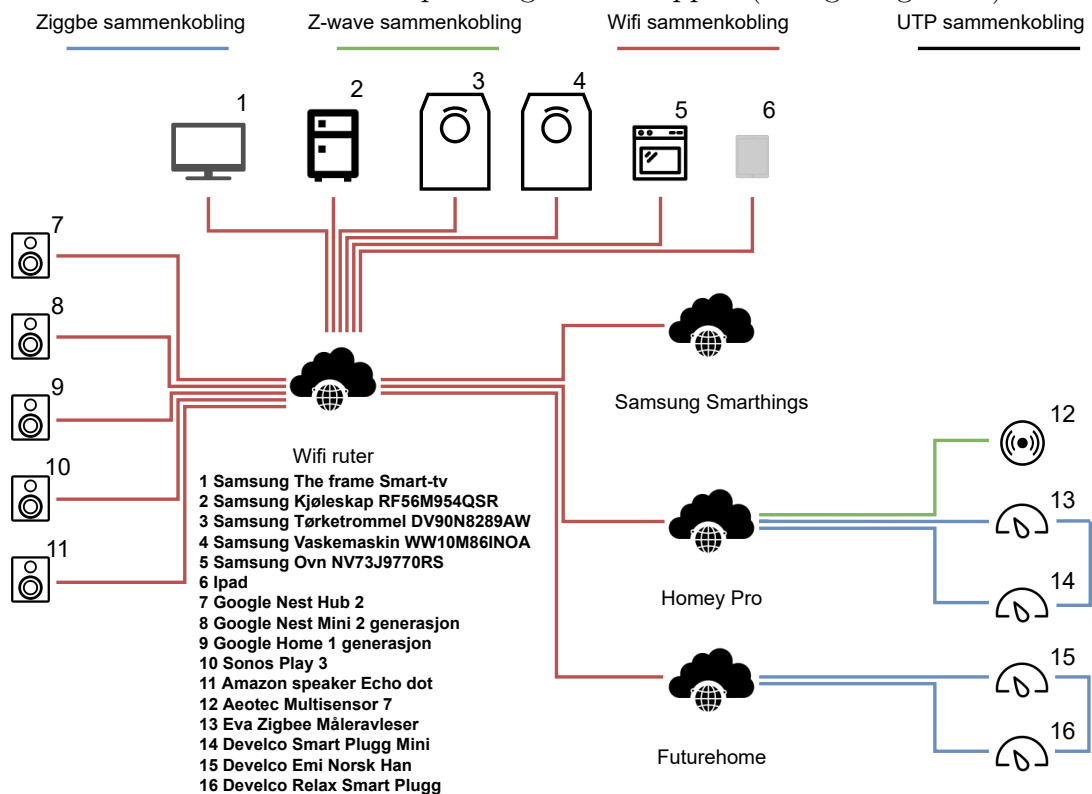 Ziggbe sammenkobling
Z-wave sammenkobling
Wifi sammenkobling
UTP sammenkobling
1
2
3
4
5
6
7
8
9
10
11
Samsung Smarthings
Wifi ruter
12
13
14
Homey Pro
15
16
Futurehome
1 Samsung The frame Smart-tv
2 Samsung Kjøleskap RF56M954QSR
3 Samsung Tørketrommel DV90N8289AW
4 Samsung Vaskemaskin WW10M86INOA
5 Samsung Ovn NV73J9770RS
6 Ipad
7 Google Nest Hub 2
8 Google Nest Mini 2 generasjon
9 Google Home 1 generasjon
10 Sonos Play 3
11 Amazon speaker Echo dot
12 Aeotec Multisensor 7
13 Eva Zigbee Måleravleser
14 Develco Smart Plugg Mini
15 Develco Emi Norsk Han
16 Develco Relax Smart Plugg